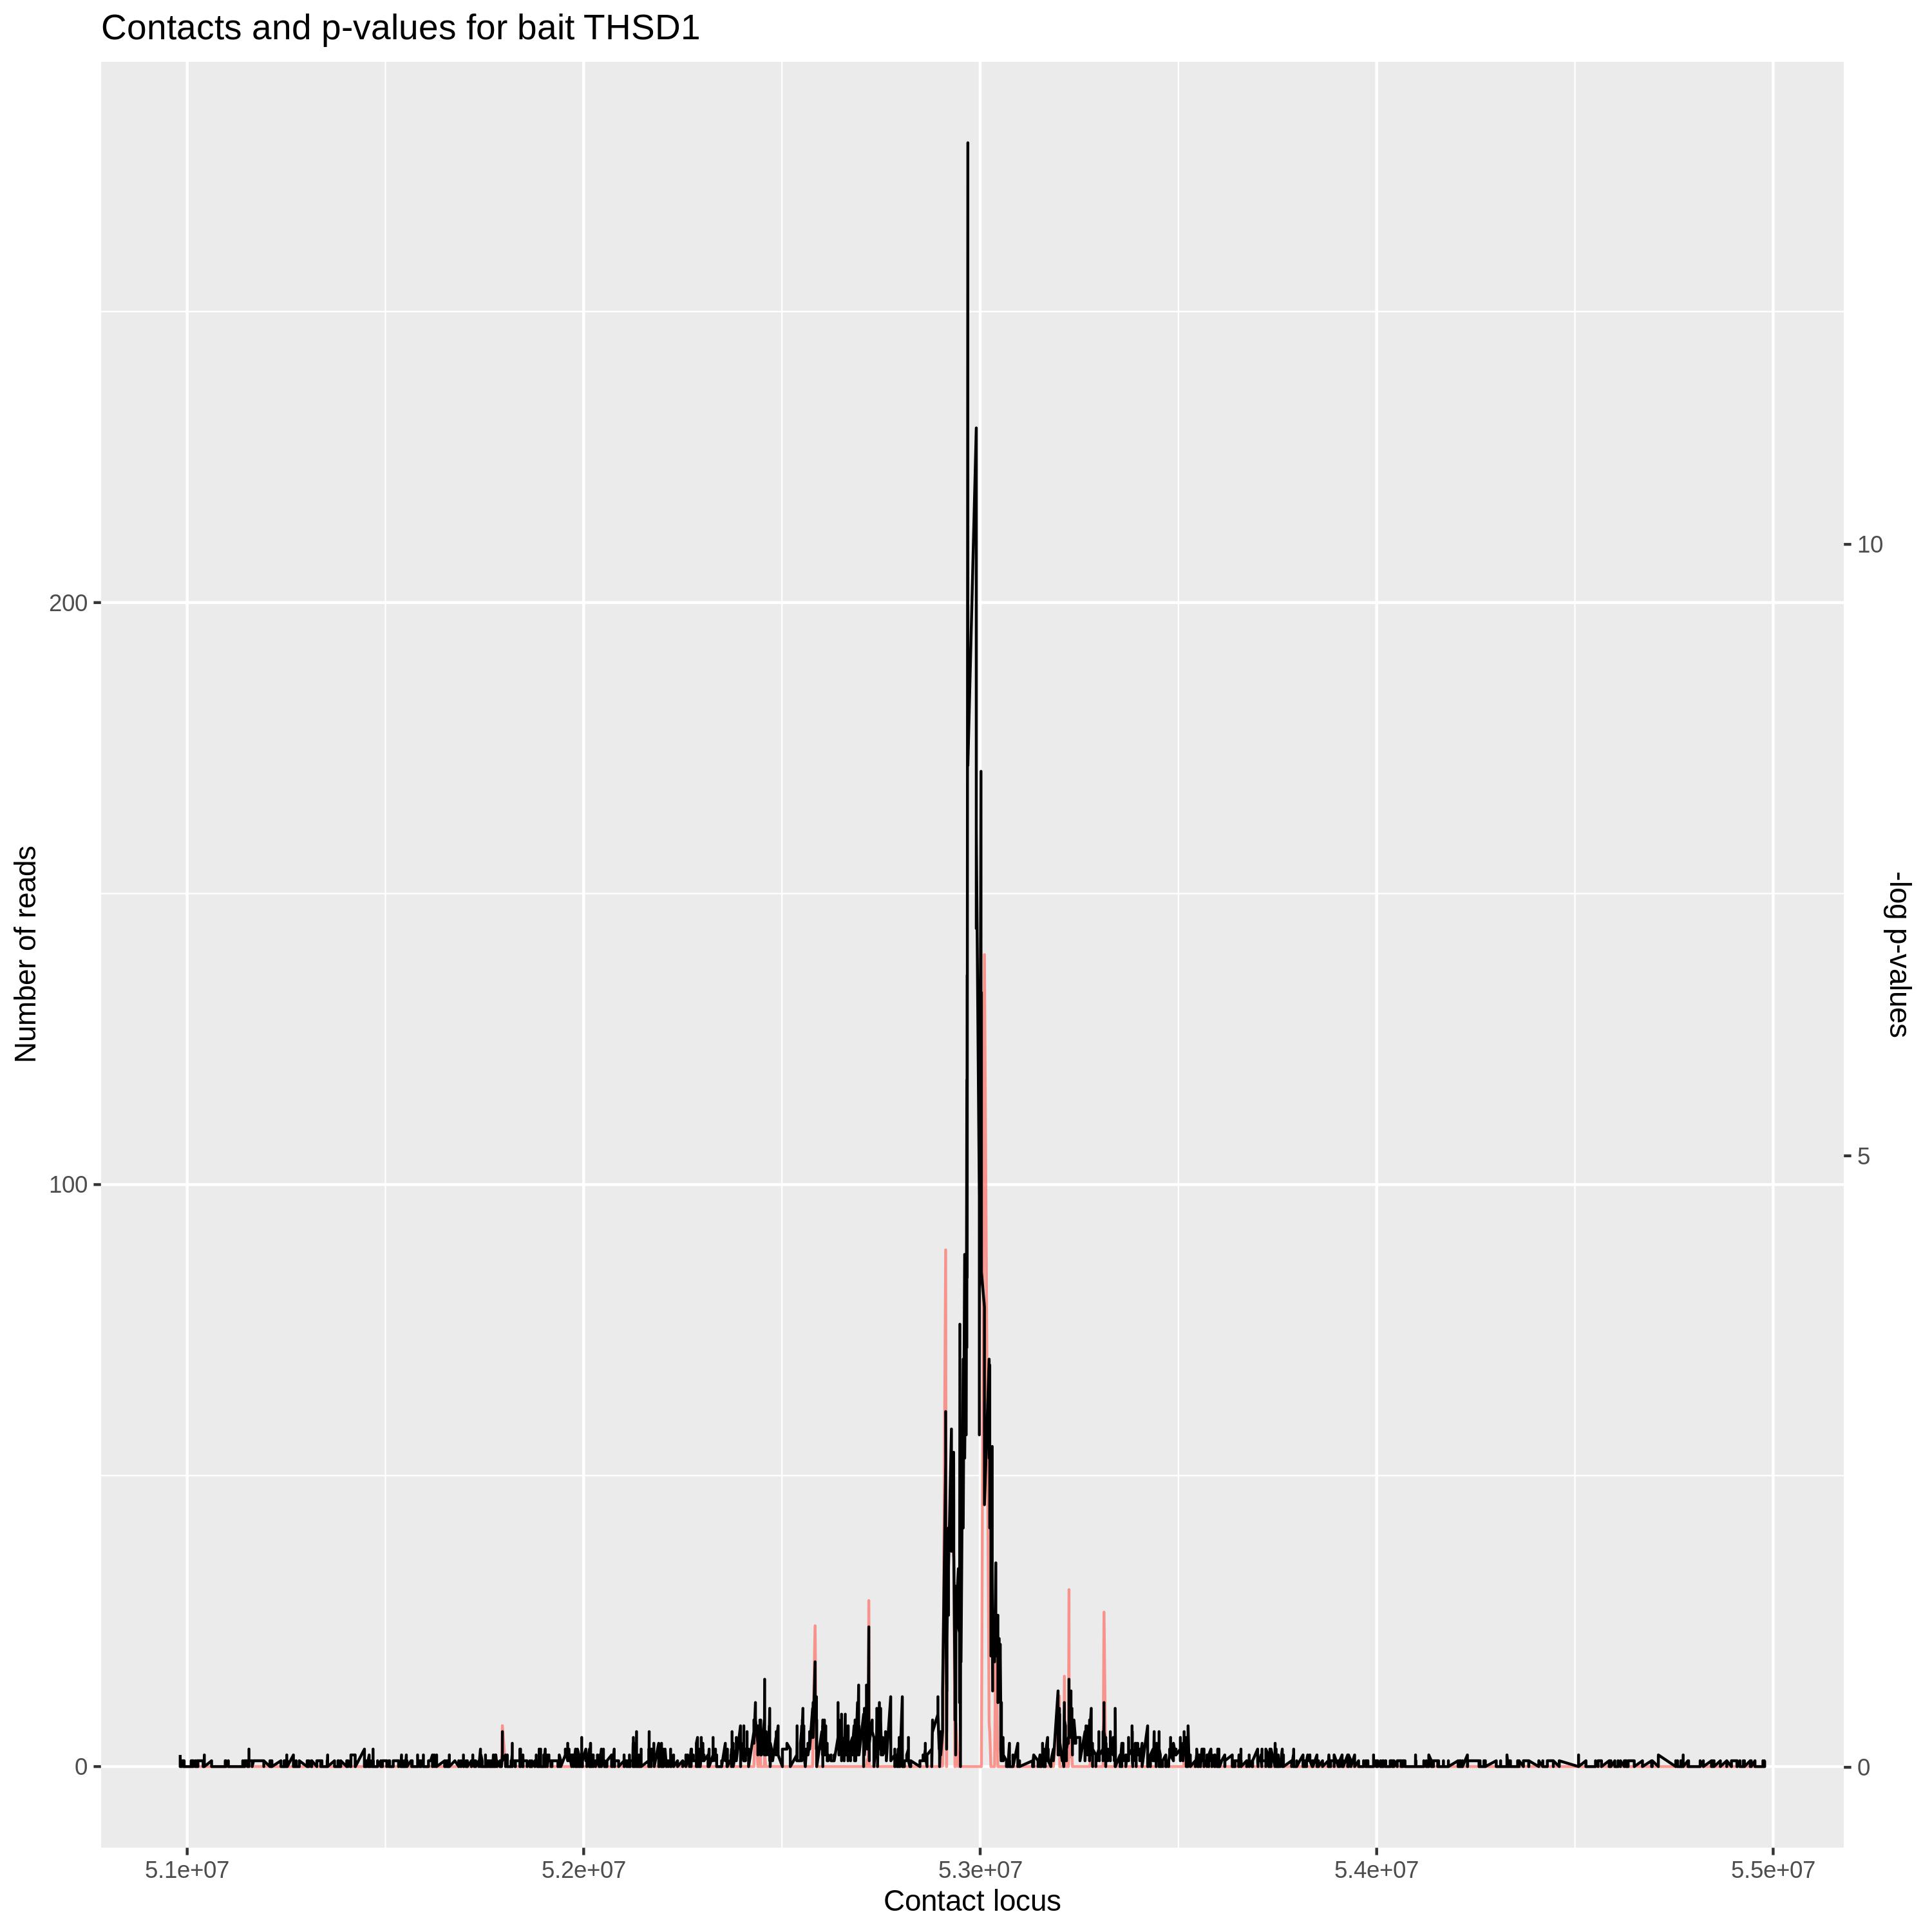 Contacts and p-values for bait THSD1
Number of reads
200
100
0
10
5
0
-log p-values
5.1e+07 5.2e+07 5.3e+07 5.4e+07 5.5e+07
Contact locus